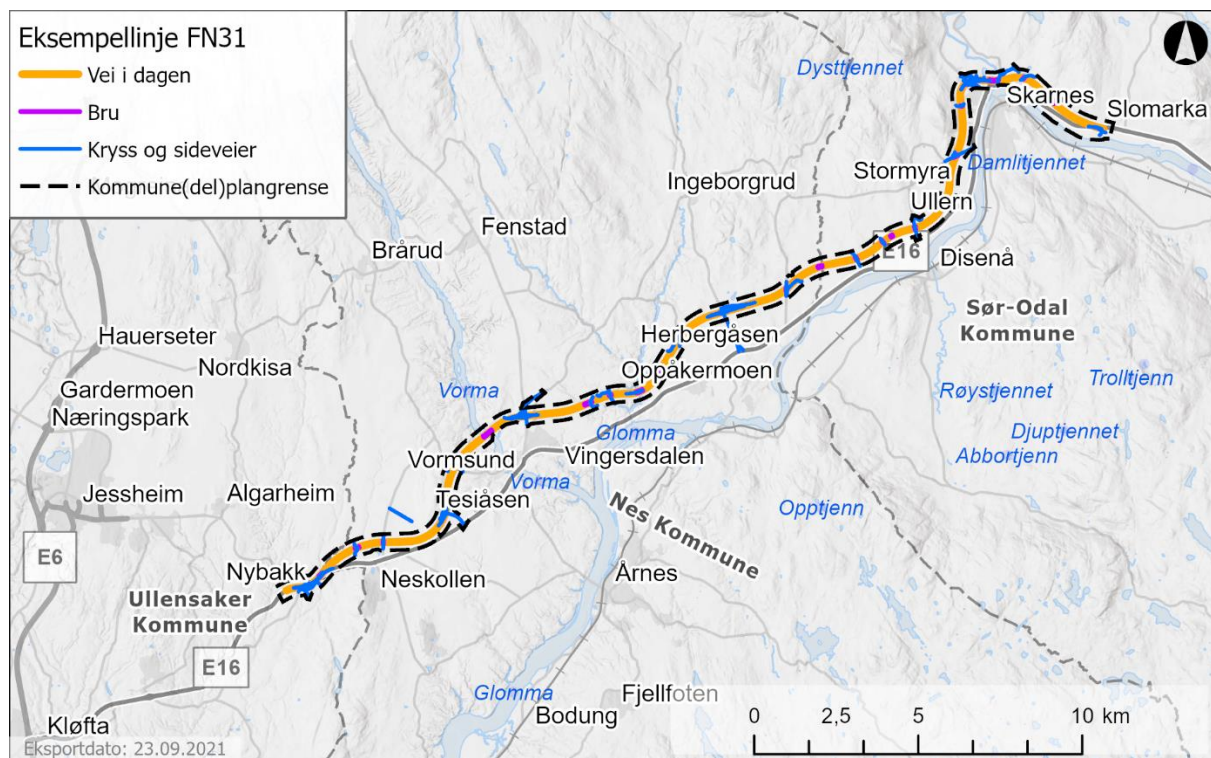 Eksempellinje FN31
Vei i dagen
Bru
Kryss og sideveier
Kommune(del)plangrense
Dysttjennet
Skarnes
Slomarka
Damlitjennet
Stormyra
Ingeborgrud
Ullern
Fenstad
Brårud
E16
Disenå
Sør-Odal
Kommune
Hauerseter
Herbergåsen
Nordkisa
Oppåkermoen
Trolltjenn
Gardermoen
Næringspark
Vorma
Røystjennet
Djuptjennet
Glomma
Abbortjenn
Vormsund
Vingersdalen
Vorma
Jessheim
Algarheim
Tesiåsen
Opptjenn
Nes Kommune
E6
Nybakk
Neskollen
Årnes
Ullensaker
Kommune
E16
Glomma
Fjellfoten
Bodung
Kløfta
0 2,5 5 10 km
Eksportdato: 23.09.2021